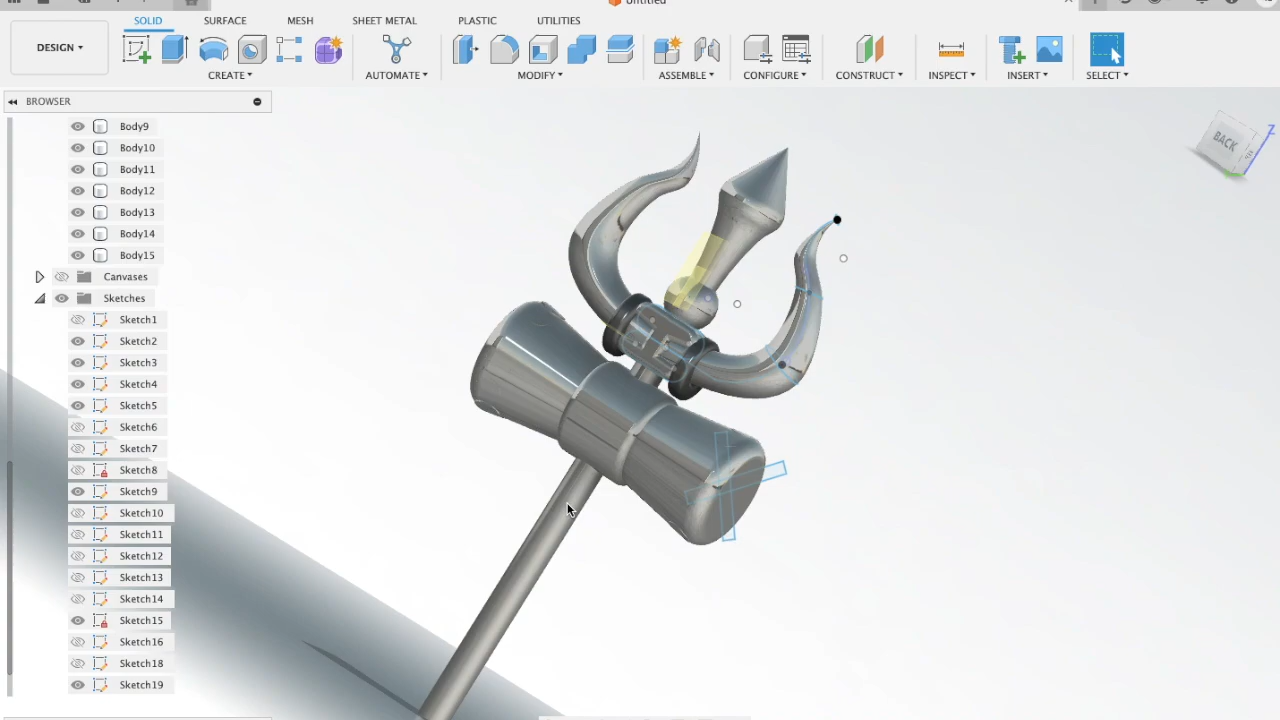 Untitled
SOLID SURFACE MESH SHEET METAL PLASTIC UTILITIES
DESIGN
CREATE AUTOMATE MODIFY ASSEMBLE CONFIGURE CONSTRUCT INSPECT INSERT SELECT
BROWSER
BACK
Z
Body9
Body10
Body11
Body12
Body13
Body14
Body15
Canvases
Sketches
Sketch1
Sketch2
Sketch3
Sketch4
Sketch5
Sketch6
Sketch7
Sketch8
Sketch9
Sketch10
Sketch11
Sketch12
Sketch13
Sketch14
Sketch15
Sketch16
Sketch18
Sketch19